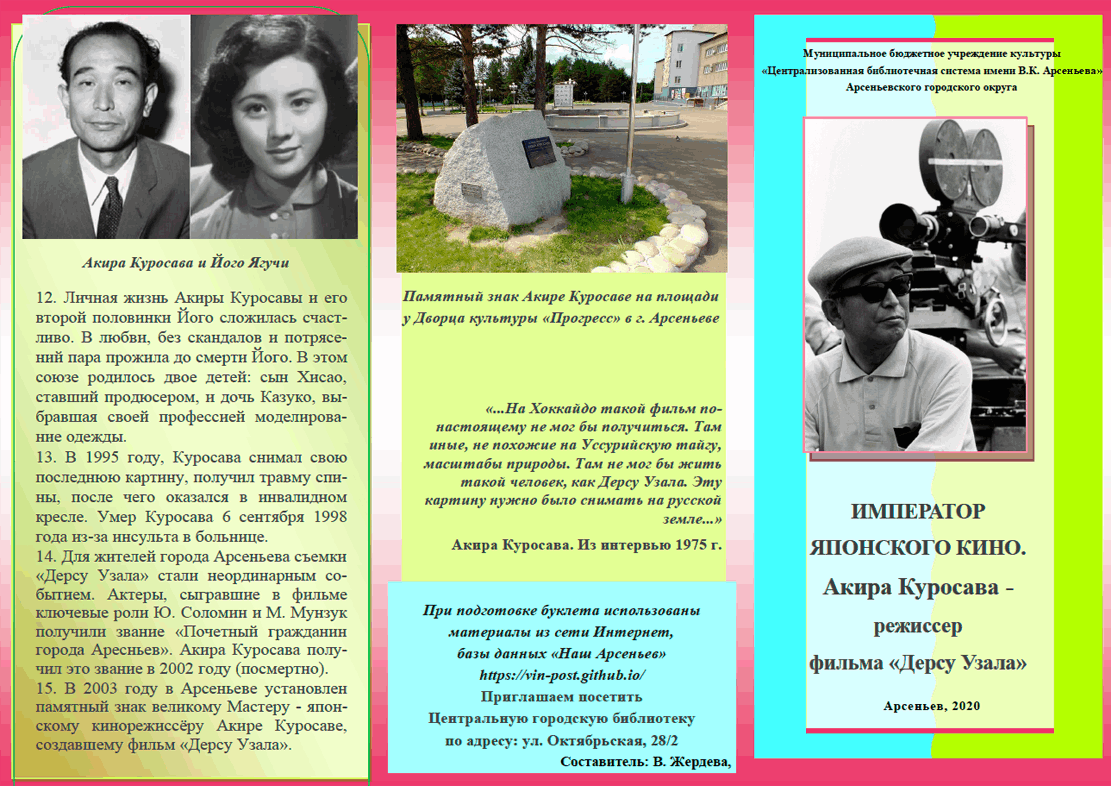 Акира Куросава и Його Ягучи
12. Личная жизнь Акиры Куросавы и его
второй половинки Його сложилась счаст-
ливо. В любви, без скандалов и потрясе-
ний пара прожила до смерти Його. В этом
союзе родилось двое детей: сын Хисао,
ставший продюсером, и дочь Казуко, вы-
бравшая своей профессией моделирова-
ние одежды.
13. В 1995 году, Куросава снимал свою
последнюю картину, получил травму спи-
ны, после чего оказался в инвалидном
кресле. Умер Куросава 6 сентября 1998
года из-за инсульта в больнице.
14. Для жителей города Арсеньева съемки
«Дерсу Узала» стали неординарным со-
бытием. Актеры, сыгравшие в фильме
ключевые роли Ю. Соломин и М. Мунзук
получили звание «Почетный гражданин
города Аресньев». Акира Куросава полу-
чил это звание в 2002 году (посмертно).
15. В 2003 году в Арсеньеве установлен
памятный знак великому Мастеру - япон-
скому кинорежиссёру Акире Куросаве,
создавшему фильм «Дерсу Узала».
Памятный знак Акире Куросаве на площади
у Дворца культуры «Прогресс» в г. Арсеньеве
«...На Хоккайдо такой фильм по-
настоящему не мог бы получиться. Там
иные, не похожие на Уссурийскую тайгу,
масштабы природы. Там не мог бы жить
такой человек, как Дерсу Узала. Эту
картину нужно было снимать на русской
земле...»
Акира Куросава. Из интервью 1975 г.
При подготовке буклета использованы
материалы из сети Интернет,
базы данных «Наш Арсеньев»
https://vin-post.github.io/
Приглашаем посетить
Центральную городскую библиотеку
по адресу: ул. Октябрьская, 28/2
Составитель: В. Жердева,
Муниципальное бюджетное учреждение культуры
«Централизованная библиотечная система имени В.К. Арсеньева»
Арсеньевского городского округа
ИМПЕРАТОР
ЯПОНСКОГО КИНО.
Акира Куросава -
режиссер
фильма «Дерсу Узала»
Арсеньев, 2020